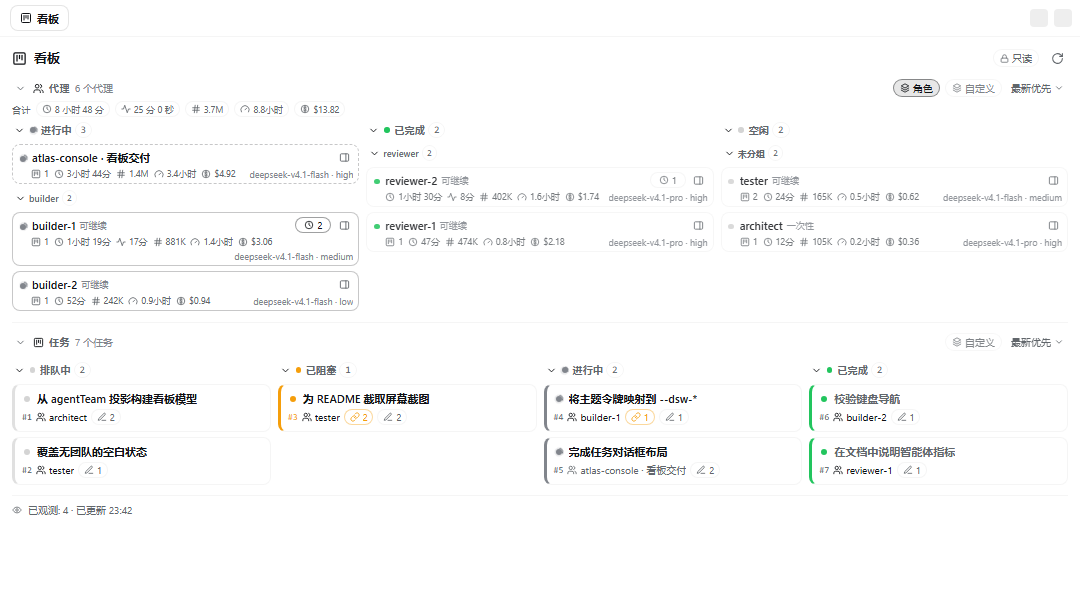 看板
看板
只读
代理 6 个代理
角色
自定义
最新优先
合计 8 小时 48 分 25 分 0 秒 3.7M 8.8小时 $13.82
进行中 3
atlas-console · 看板交付
1 3小时 44分 1.4M 3.4小时 $4.92 deepseek-v4.1-flash · high
builder 2
builder-1 可继续 2
1 1小时 19分 17分 881K 1.4小时 $3.06
deepseek-v4.1-flash · medium
builder-2 可继续
1 52分 242K 0.9小时 $0.94 deepseek-v4.1-flash · low
已完成 2
reviewer 2
reviewer-2 可继续 1
1小时 30分 8分 402K 1.6小时 $1.74 deepseek-v4.1-pro · high
reviewer-1 可继续
1 47分 474K 0.8小时 $2.18 deepseek-v4.1-pro · high
空闲 2
未分组 2
tester 可继续
2 24分 165K 0.5小时 $0.62 deepseek-v4.1-flash · medium
architect 一次性
1 12分 105K 0.2小时 $0.36 deepseek-v4.1-pro · high
任务 7 个任务
自定义
最新优先
排队中 2
从 agentTeam 投影构建看板模型
#1 architect 2
覆盖无团队的空白状态
#2 tester 1
已阻塞 1
为 README 截取屏幕截图
#3 tester 2 2
进行中 2
将主题令牌映射到 --dsw-*
#4 builder-1 1 1
完成任务对话框布局
#5 atlas-console · 看板交付 2
已完成 2
校验键盘导航
#6 builder-2 1
在文档中说明智能体指标
#7 reviewer-1 1
已观测: 4 · 已更新 23:42